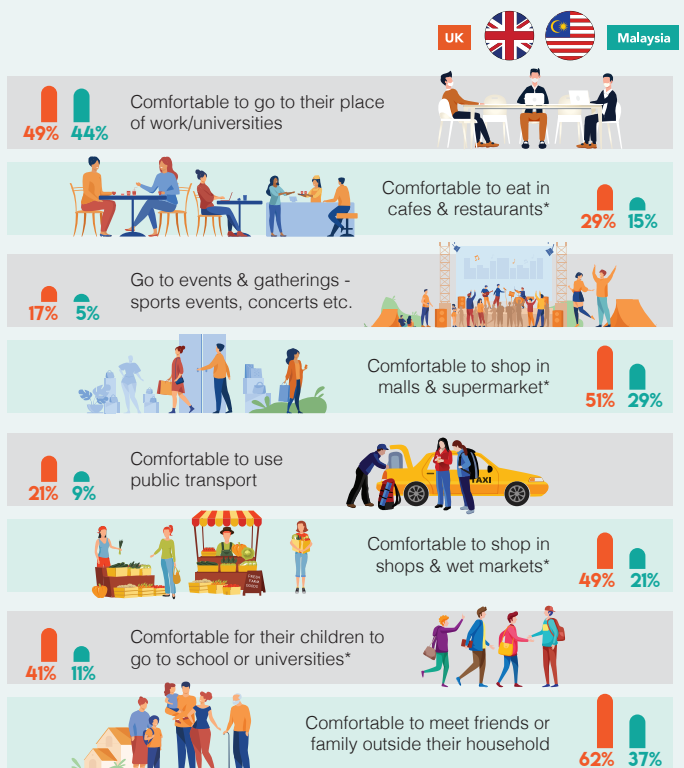 UK
Malaysia
49%
44%
Comfortable to go to their place
of work/universities
Comfortable to eat in
cafes & restaurants*
29%
15%
17%
5%
Go to events & gatherings -
sports events, concerts etc.
Comfortable to shop in
malls & supermarket*
51%
29%
21%
9%
Comfortable to use
public transport
TAXI
FRESH
FARM
GOODS
Comfortable to shop in
shops & wet markets*
49%
21%
41%
11%
Comfortable for their children to
go to school or universities*
Comfortable to meet friends or
family outside their household
62%
37%